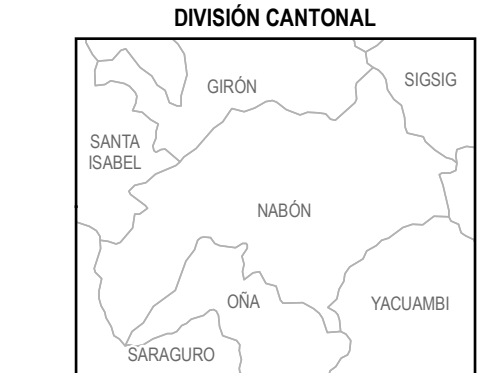 DIVISIÓN CANTONAL
GIRÓN
SIGSIG
SANTA
ISABEL
NABÓN
OÑA
YACUAMBI
SARAGURO